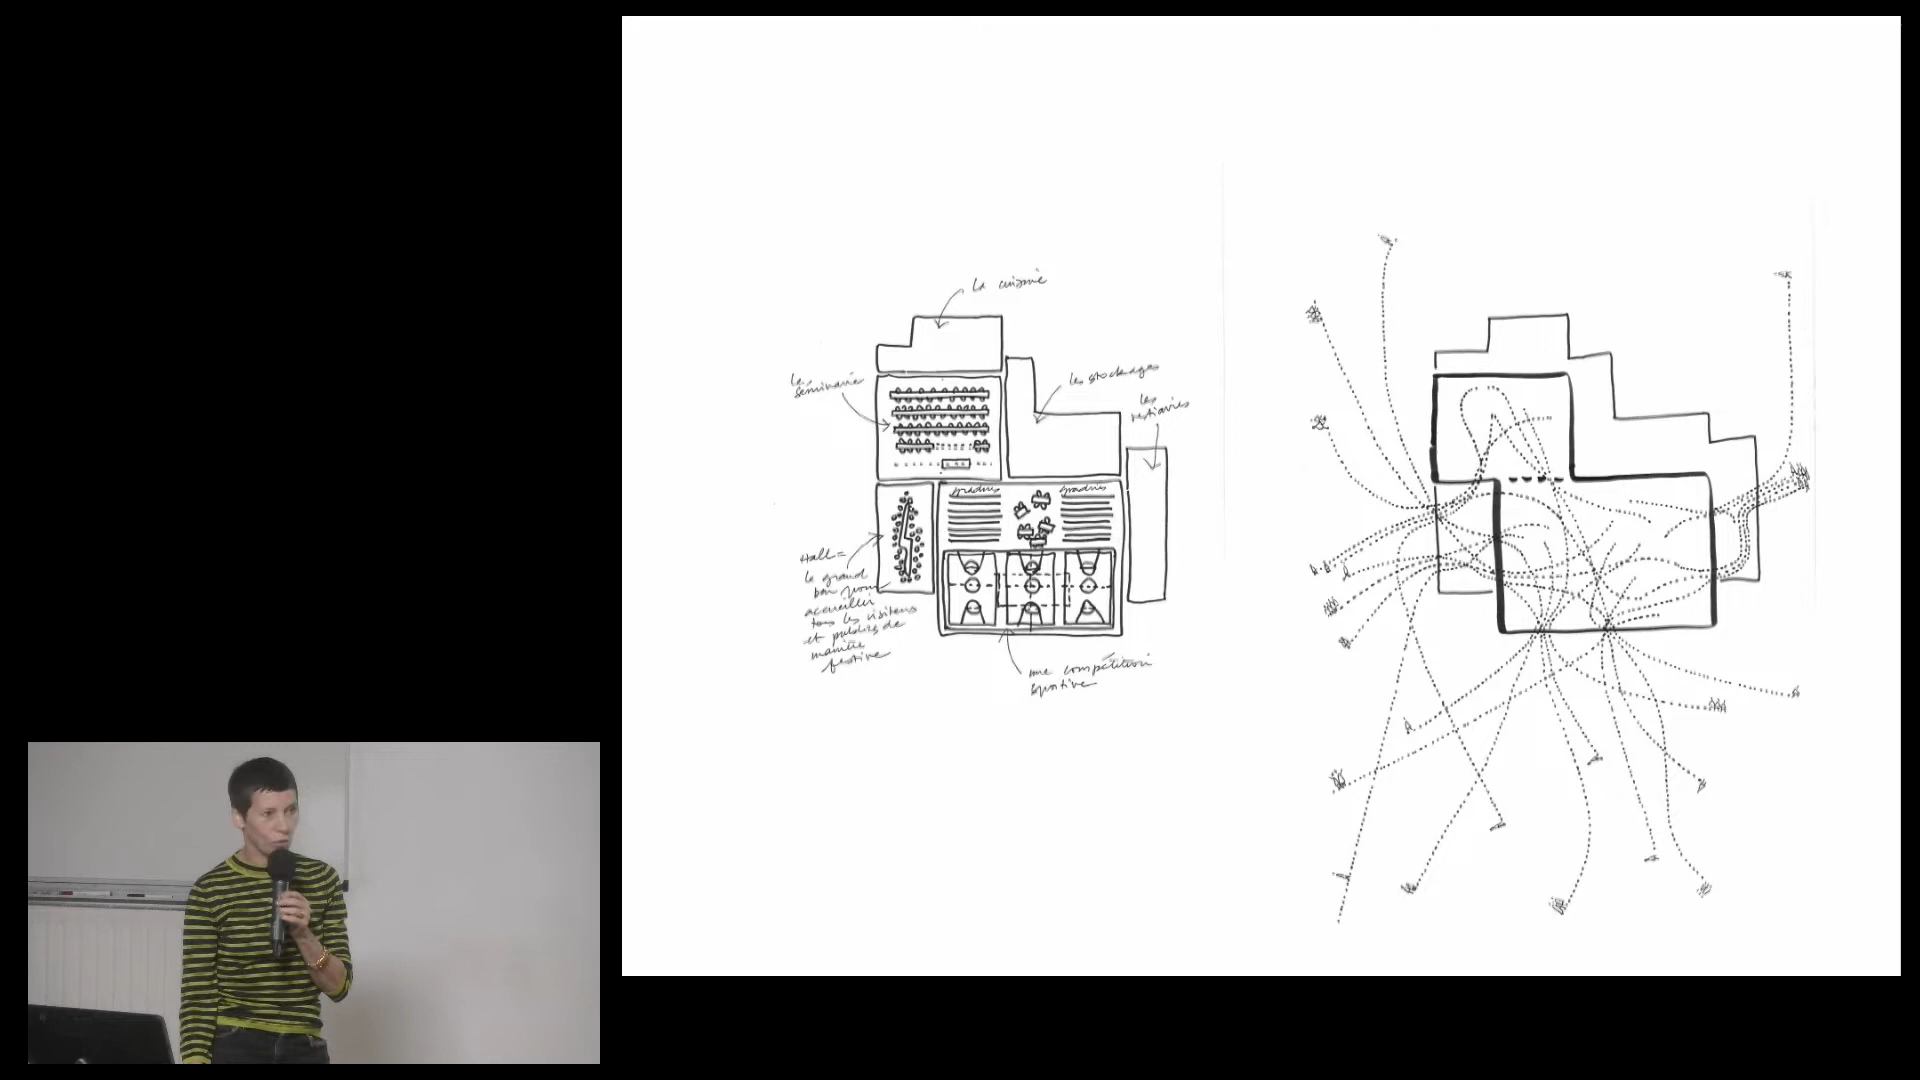 la cuisine
les stockages
le
séminaire
les
vestiaires
gradins
gradins
Hall =
le grand
bar pour
accueillir
tous les visiteurs
et publics de
manière
festive
une compétition
sportive